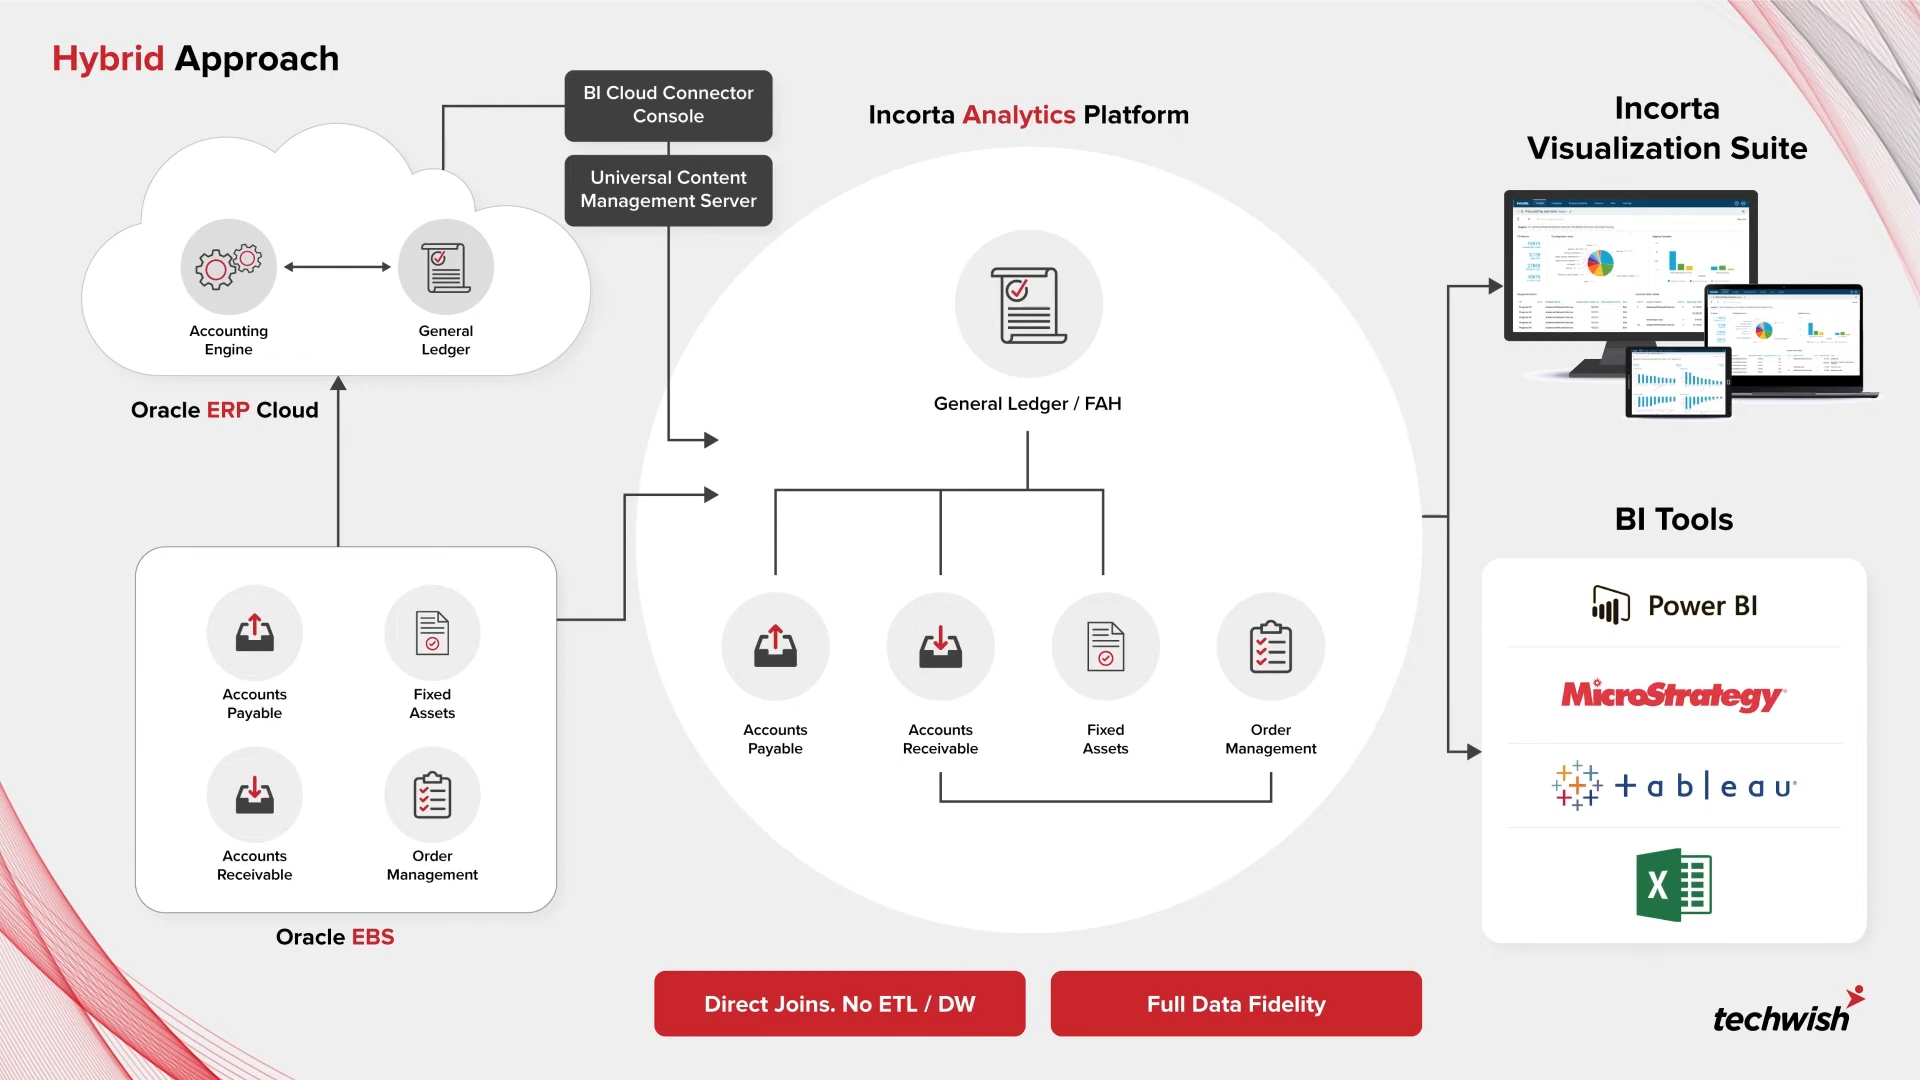 Hybrid Approach
BI Cloud Connector
Console
Universal Content
Management Server
Accounting
Engine
General
Ledger
Oracle ERP Cloud
Accounts
Payable
Fixed
Assets
Accounts
Receivable
Order
Management
Oracle EBS
Incorta Analytics Platform
General Ledger / FAH
Accounts
Payable
Accounts
Receivable
Fixed
Assets
Order
Management
Direct Joins. No ETL / DW
Full Data Fidelity
Incorta
Visualization Suite
BI Tools
Power BI
MicroStrategy
+ableau®
X
techwish